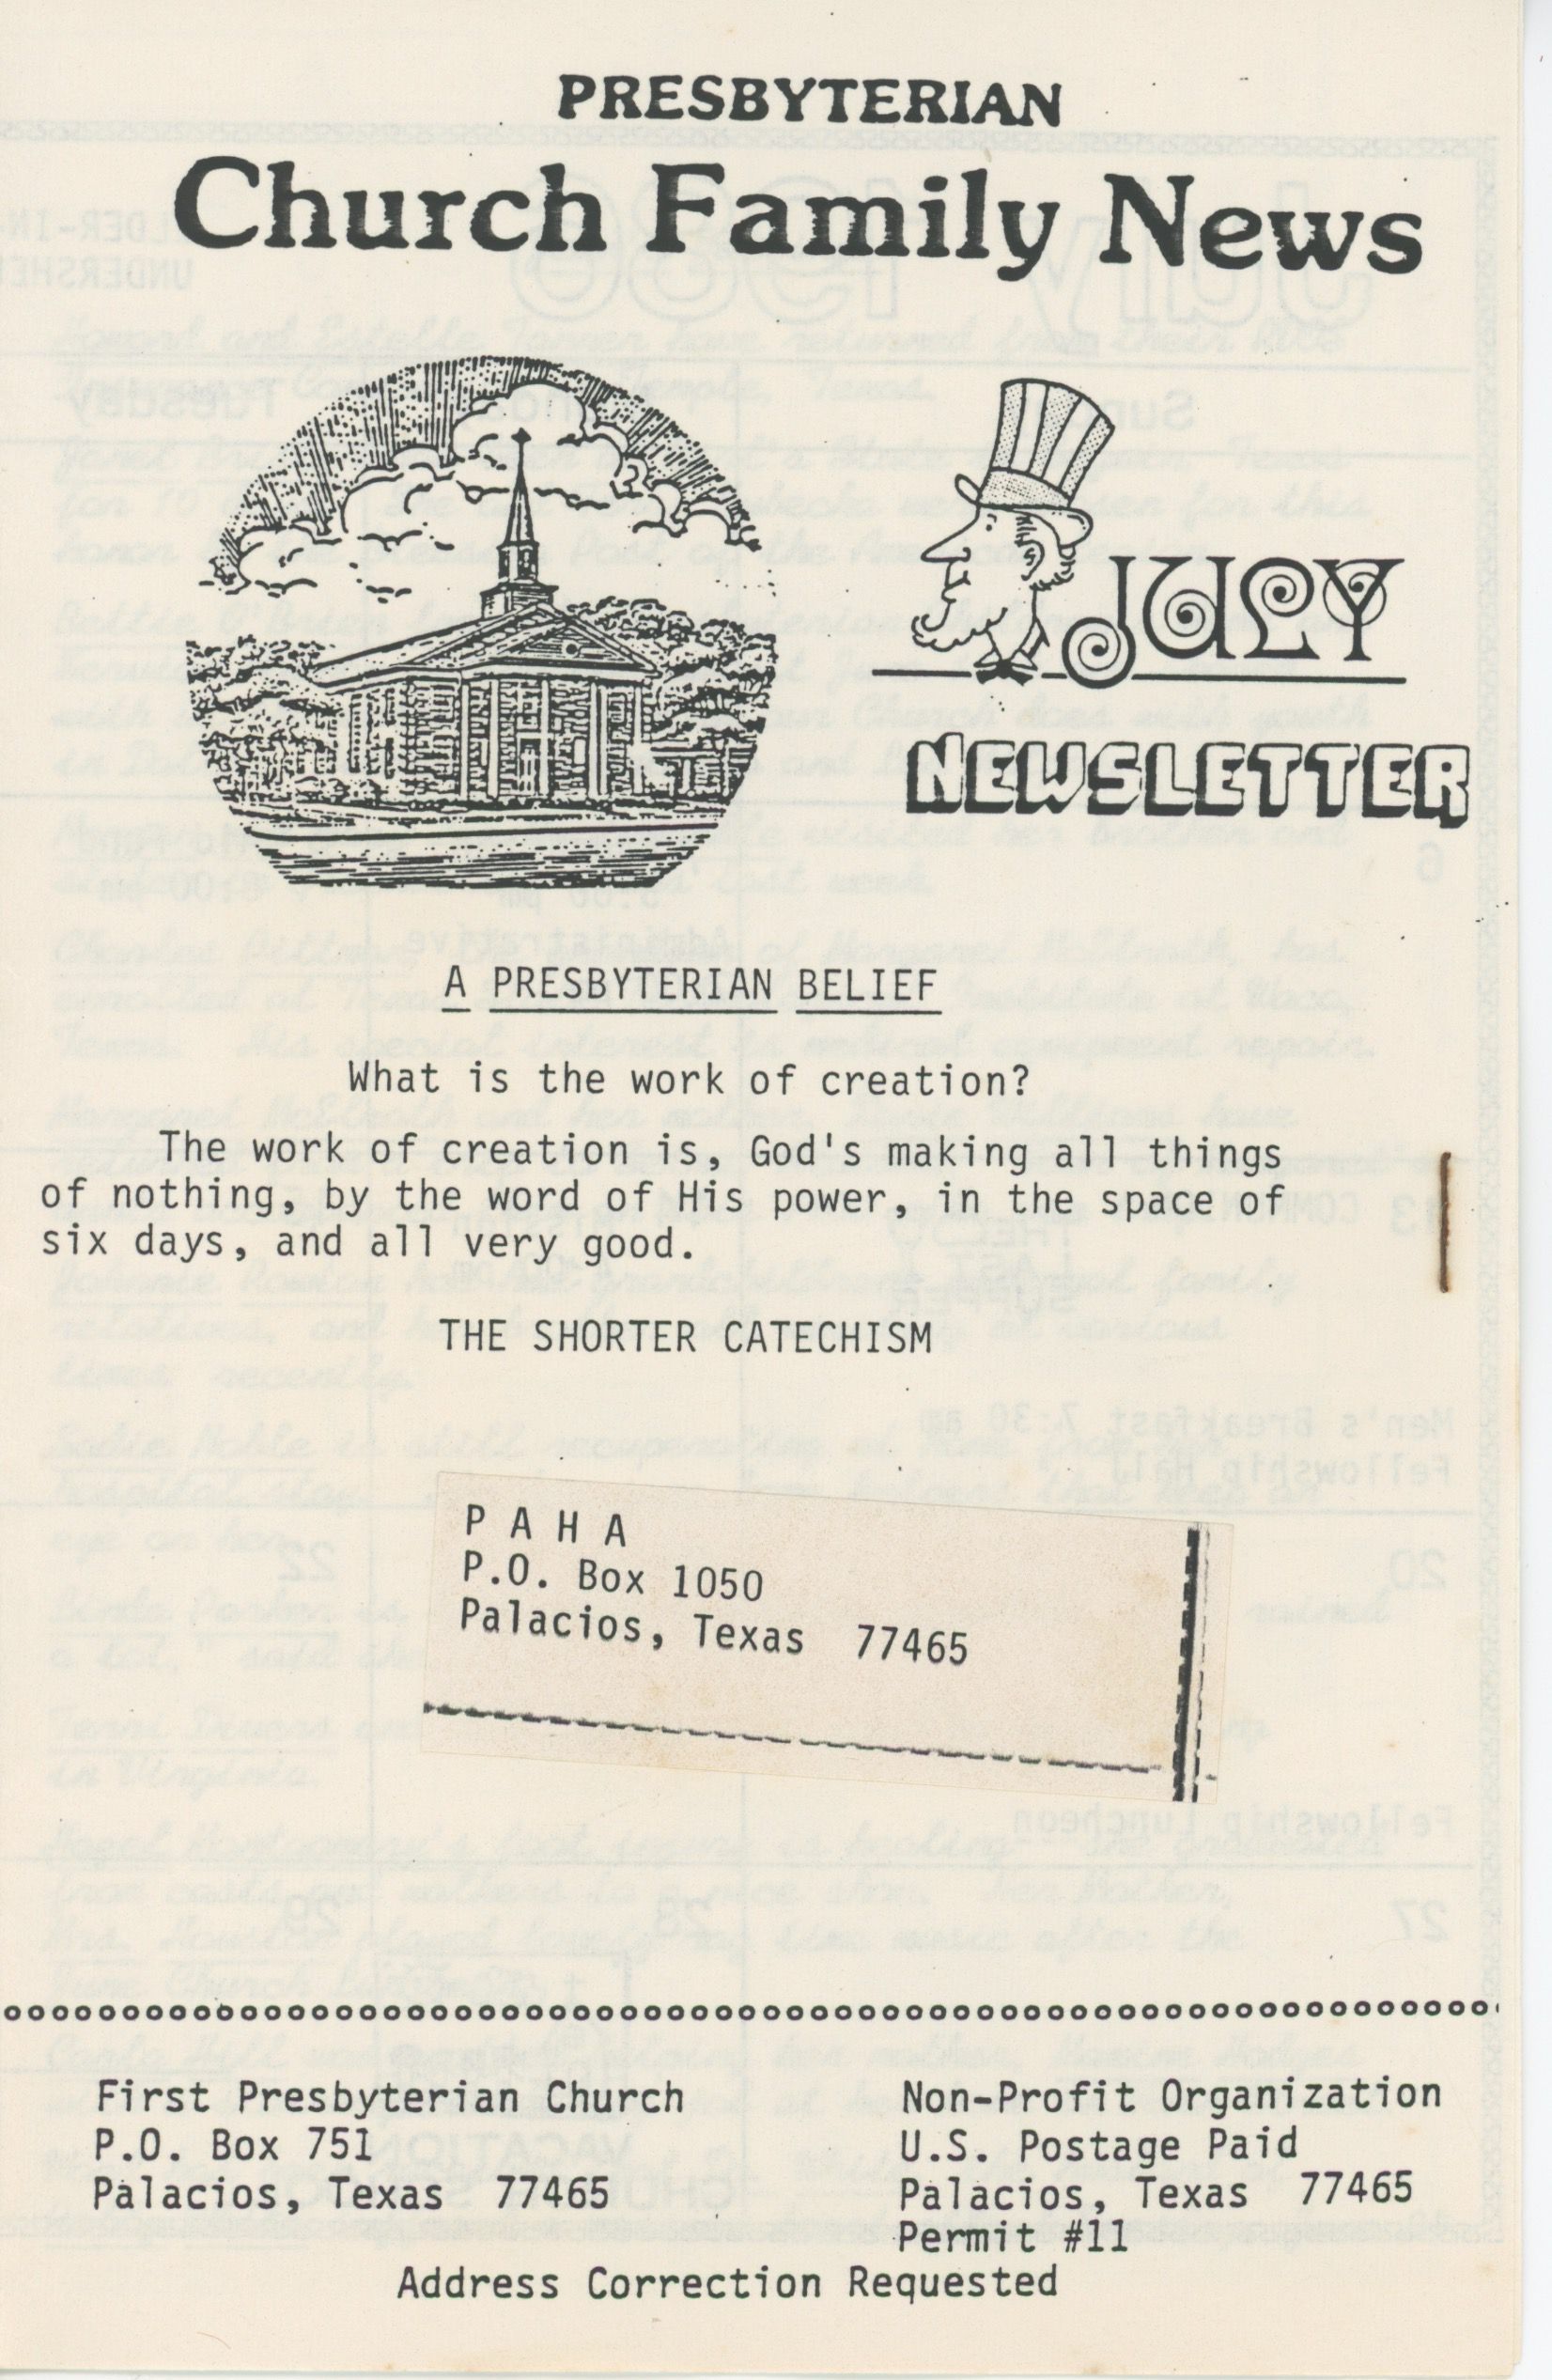 PRESBYTERIAN
Church Family News
JULY
NEWSLETTER
A PRESBYTERIAN BELIEF
What is the work of creation?
The work of creation is, God's making all things
of nothing, by the word of His power, in the space of
six days, and all very good.
THE SHORTER CATECHISM
P A H A
P.O. Box 1050
Palacios, Texas 77465
First Presbyterian Church
P.O. Box 751
Palacios, Texas 77465
Non-Profit Organization
U.S. Postage Paid
Palacios, Texas 77465
Permit #11
Address Correction Requested